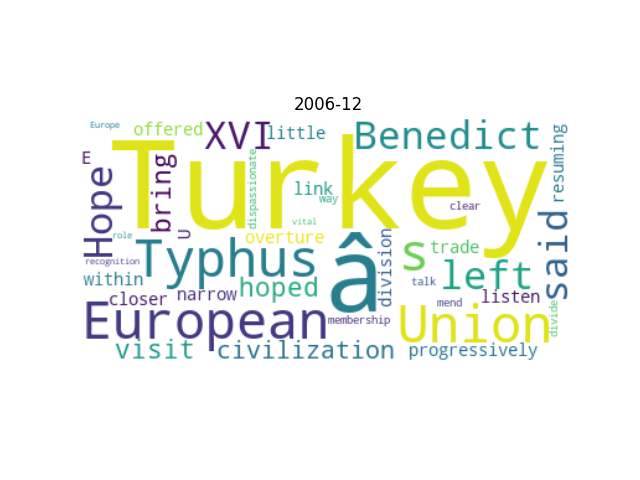 2006-12
Europe
offered
XVI
little
Benedict
Turkey
E
Hope
bring
dispassionate
link
way
vital
clear
resuming
role
U
overture
recognition
Typhus
â
division
s
trade
said
within
hoped
talk
left
closer
narrow
mend
listen
European
membership
Union
divide
visit
civilization
progressively